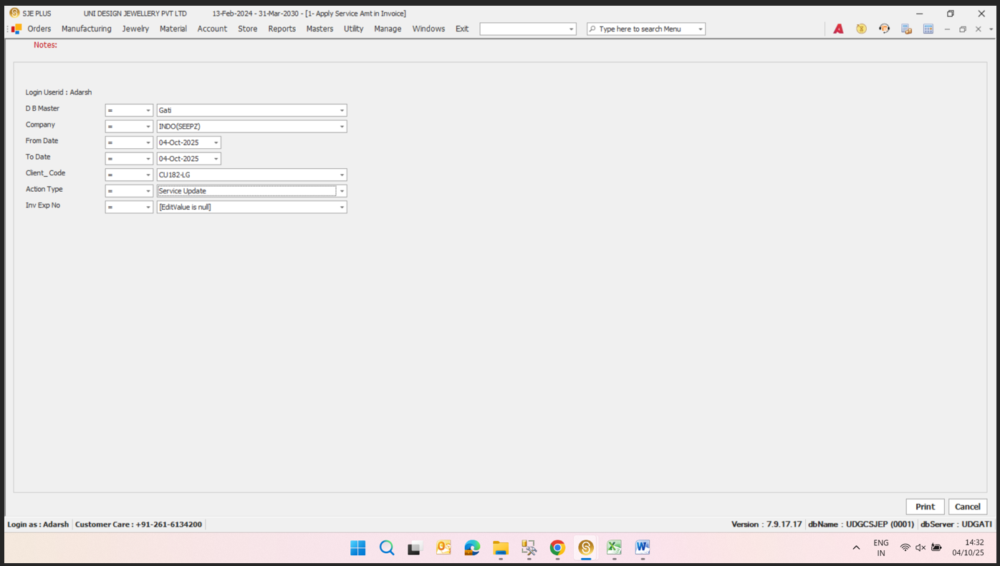 SJE PLUS UNI DESIGN JEWELLERY PVT LTD 13-Feb-2024 - 31-Mar-2030 - [1- Apply Service Amt in Invoice]
Orders Manufacturing Jewelry Material Account Store Reports Masters Utility Manage Windows Exit Type here to search Menu
Notes:
Login Userid : Adarsh
D B Master = Gati
Company = INDO(SEEPZ)
From Date = 04-Oct-2025
To Date = 04-Oct-2025
Client_ Code = CU182-LG
Action Type = Service Update
Inv Exp No = [EditValue is null]
Print Cancel
Login as : Adarsh Customer Care : +91-261-6134200 Version : 7.9.17.17 dbName : UDGCSJEP (0001) dbServer : UDGATI
ENG 14:32
IN 04/10/25